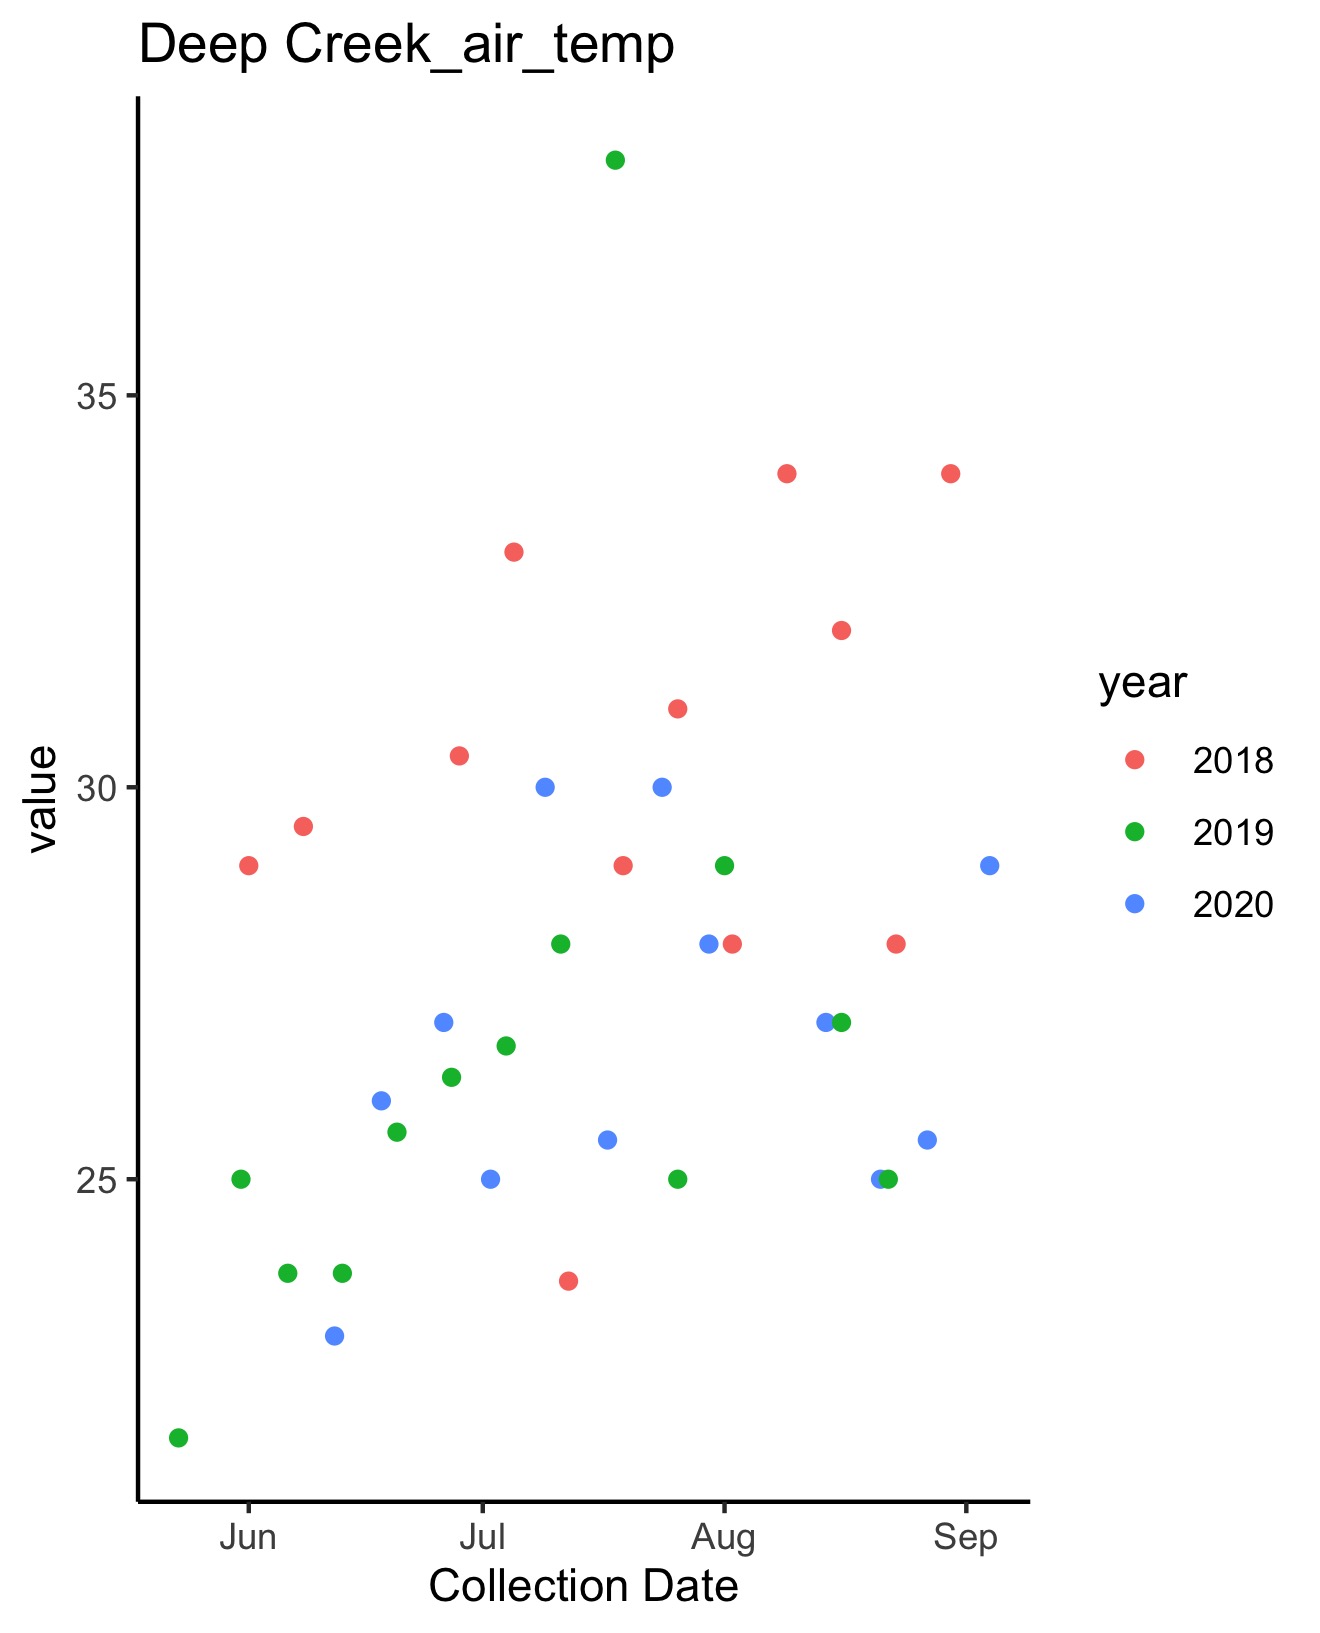 Deep Creek_air_temp
35
30
25
value
Jun
Jul
Aug
Sep
Collection Date
year
2018
2019
2020